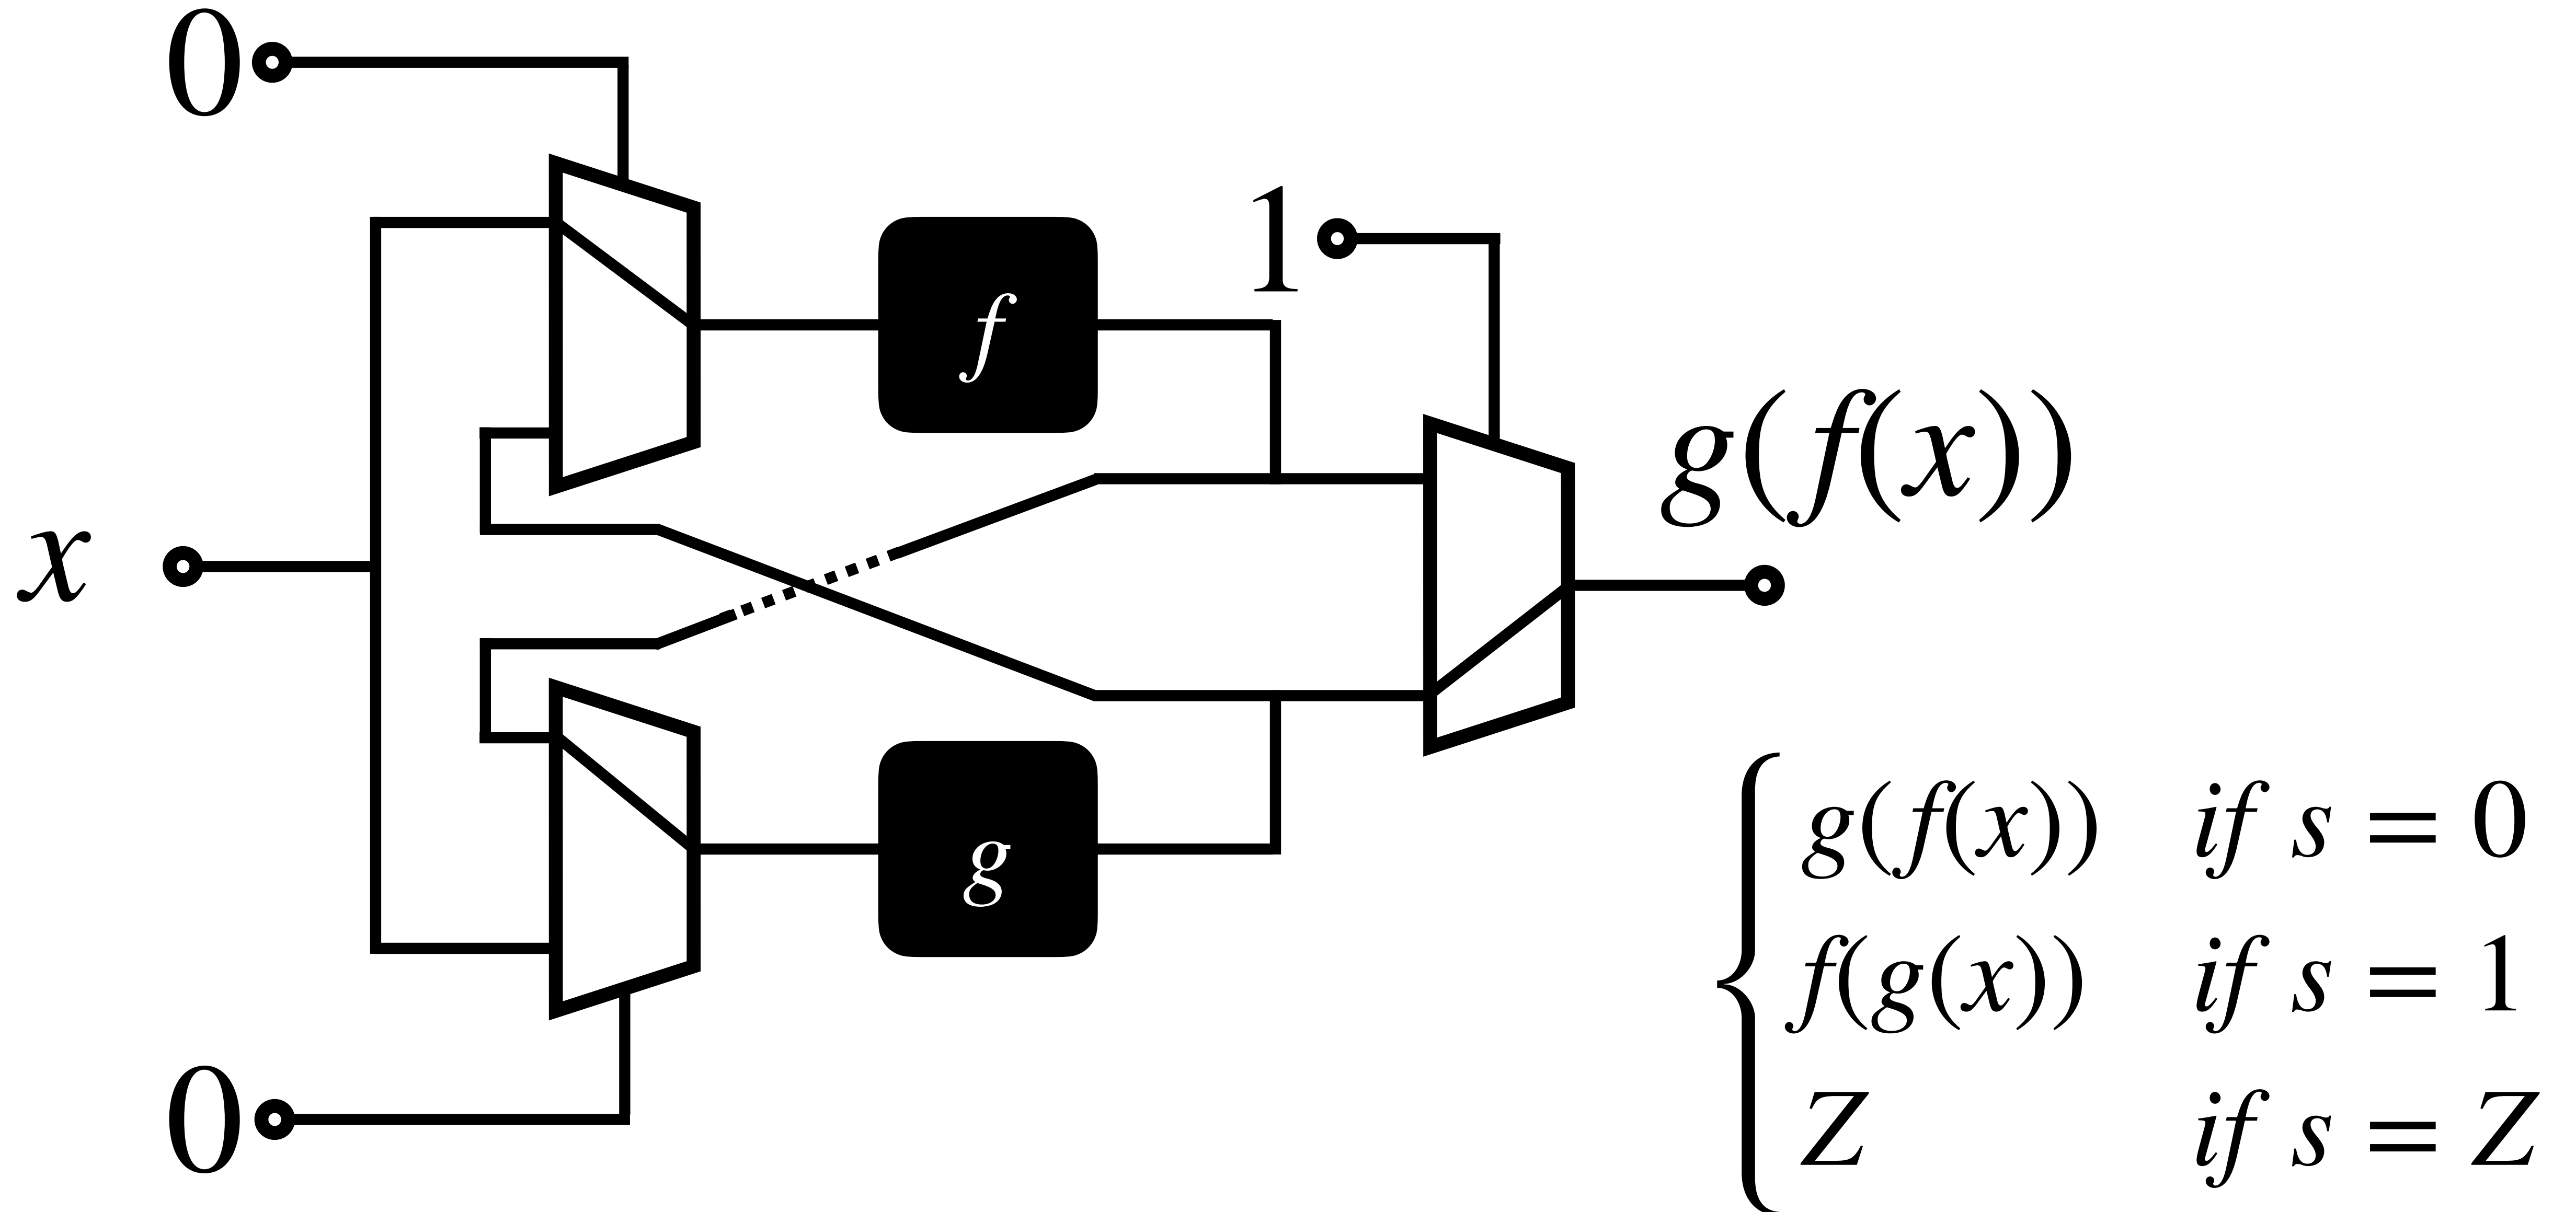 0
f
1
g(f(x))
x
g
0
g(f(x)) if s = 0
f(g(x)) if s = 1
Z if s = Z